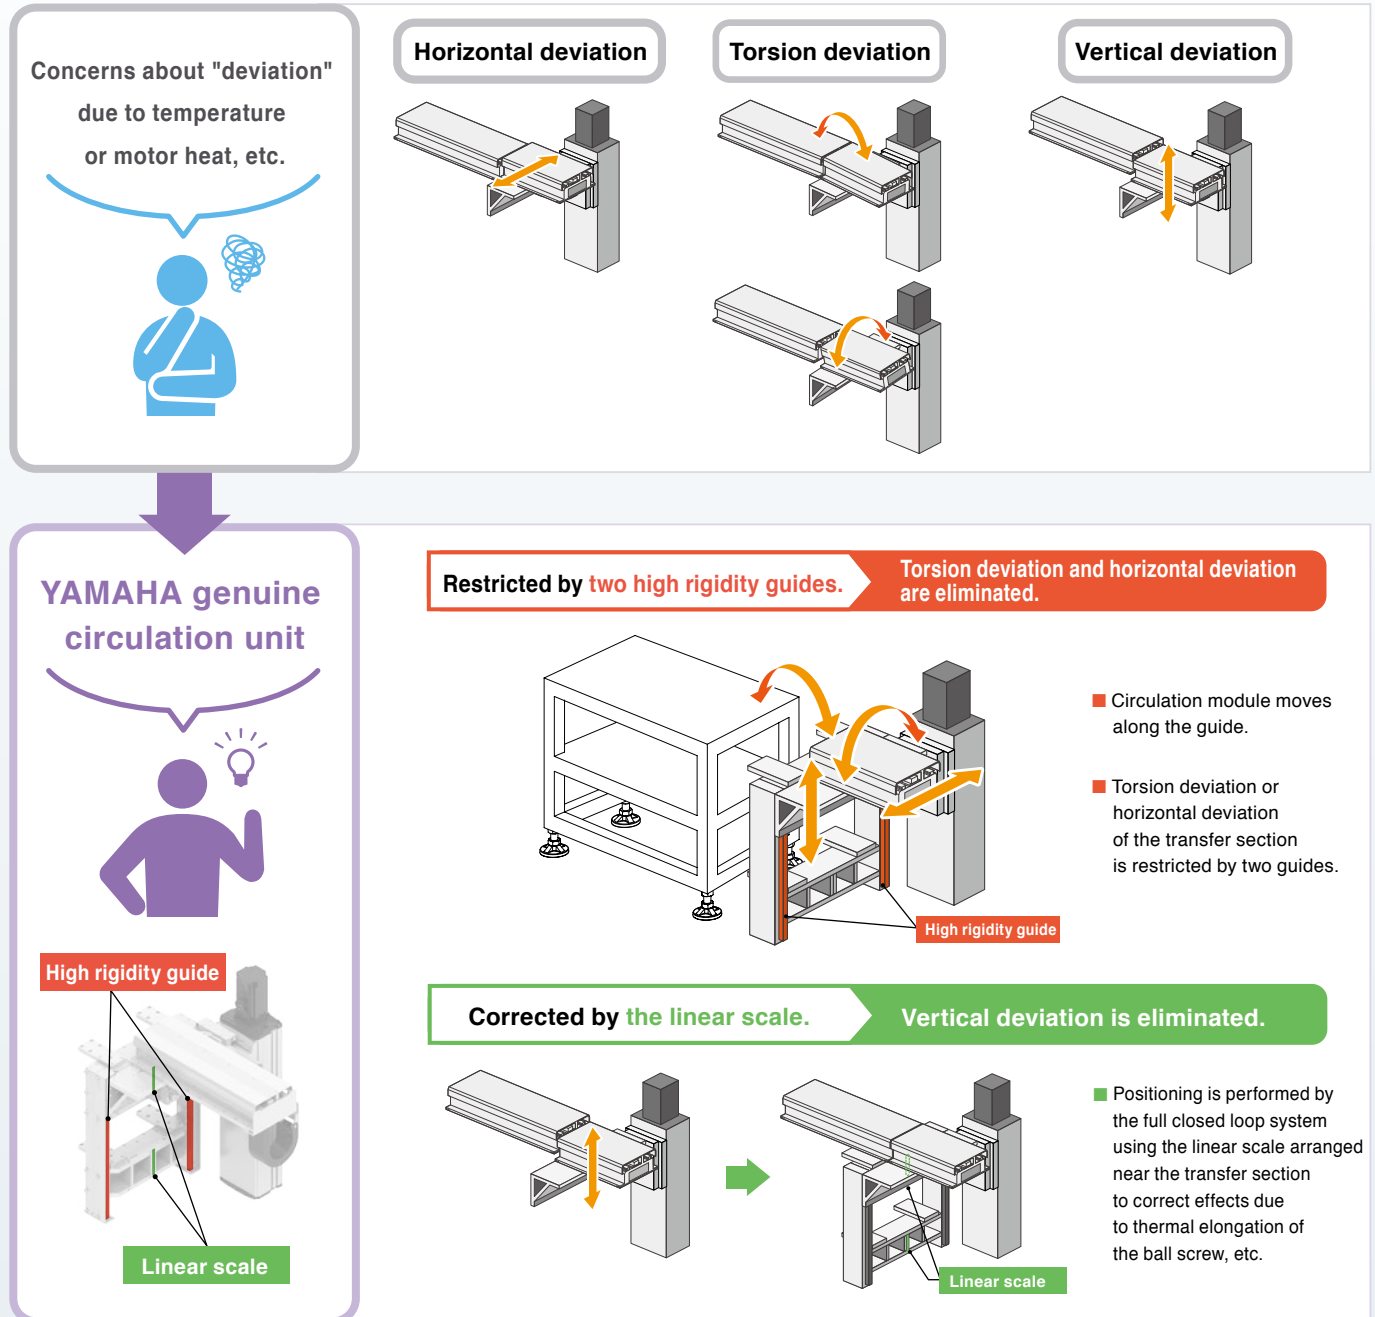 Concerns about "deviation"
due to temperature
or motor heat, etc.
Horizontal deviation
Torsion deviation
Vertical deviation
YAMAHA genuine
circulation unit
High rigidity guide
Linear scale
Restricted by two high rigidity guides.
Torsion deviation and horizontal deviation
are eliminated.
■ Circulation module moves
along the guide.
■ Torsion deviation or
horizontal deviation
of the transfer section
is restricted by two guides.
High rigidity guide
Corrected by the linear scale.
Vertical deviation is eliminated.
■ Positioning is performed by
the full closed loop system
using the linear scale arranged
near the transfer section
to correct effects due
to thermal elongation of
the ball screw, etc.
Linear scale